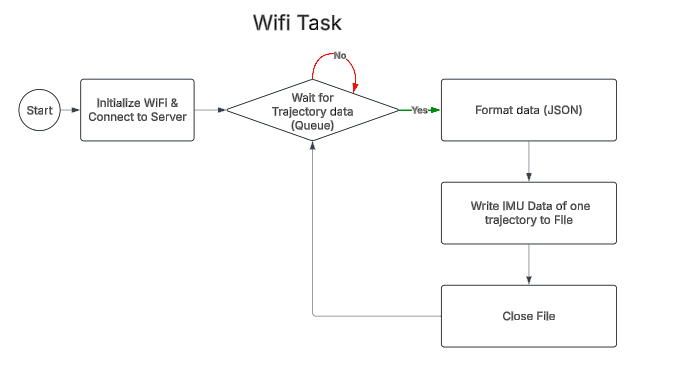 Wifi Task
No
Start
Initialize WiFi &
Connect to Server
Wait for
Trajectory data
(Queue)
Yes
Format data (JSON)
Write IMU Data of one
trajectory to File
Close File